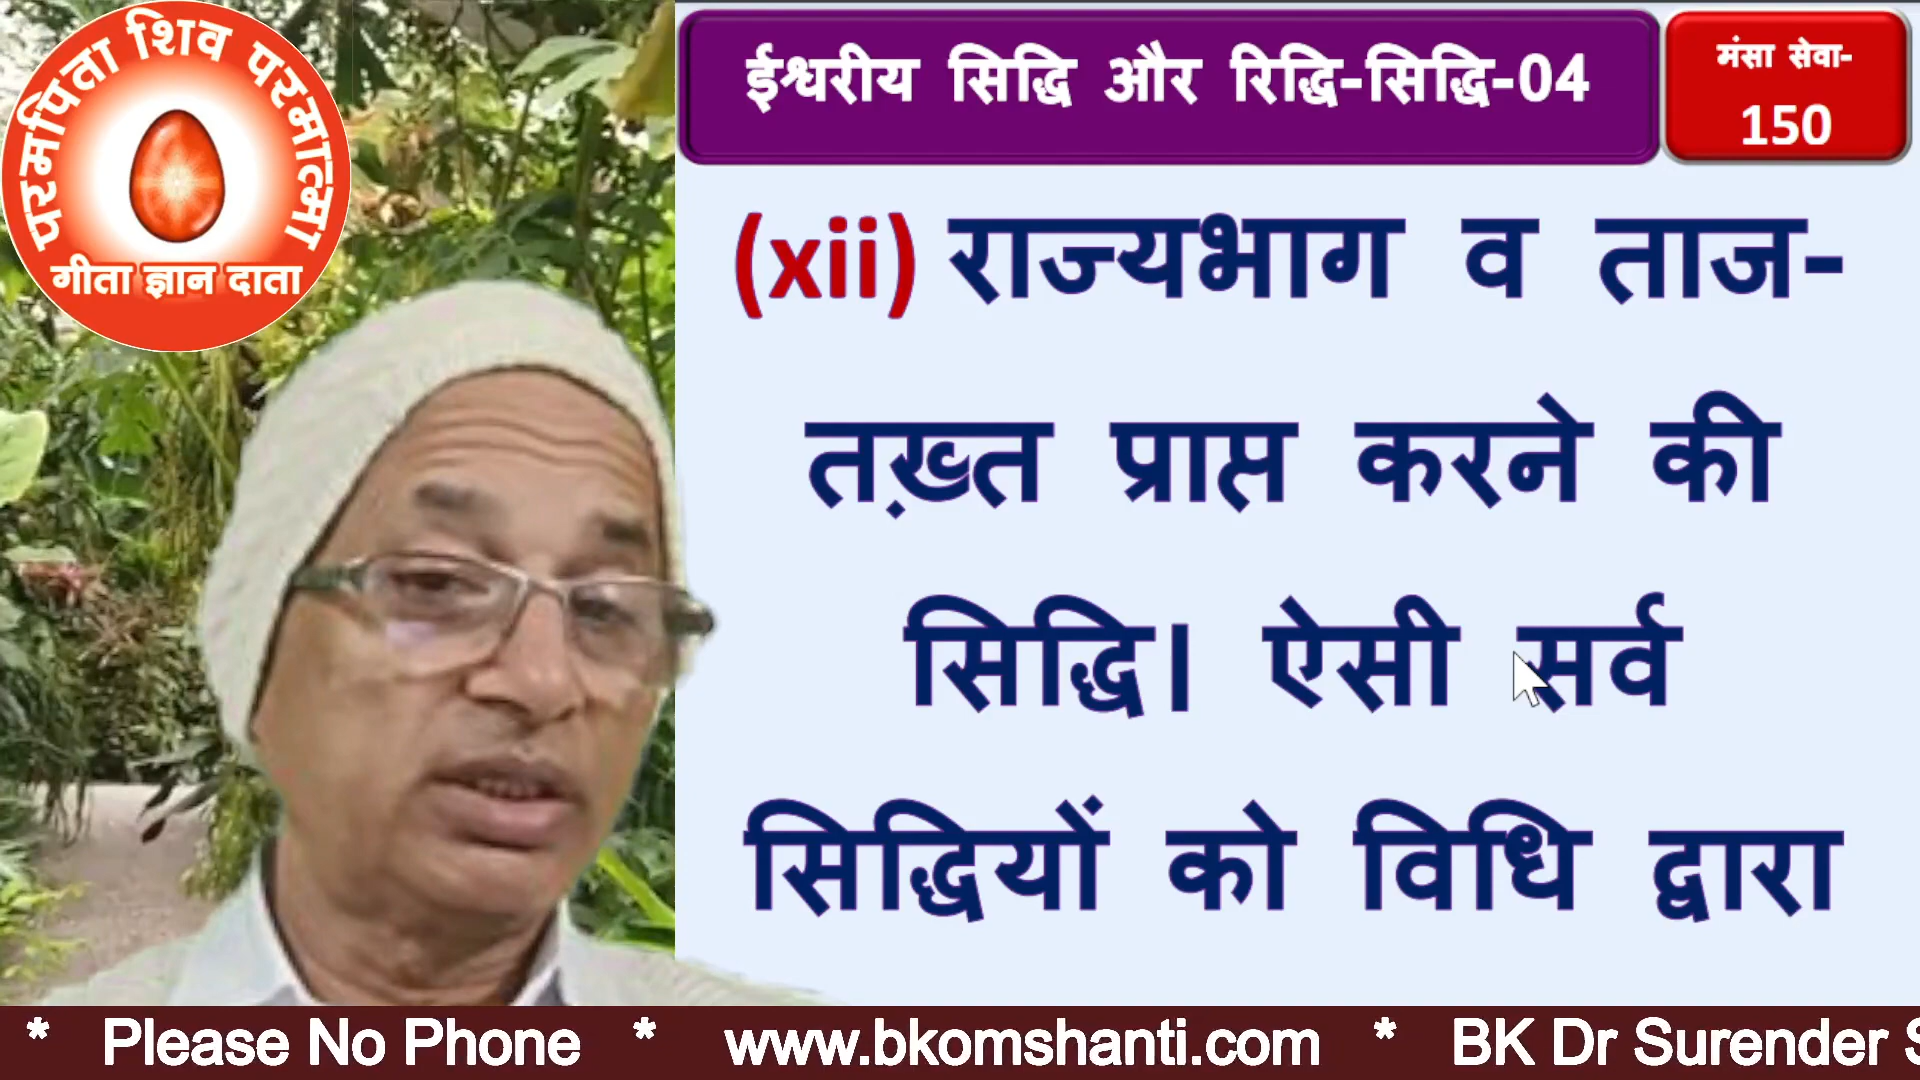 परमपिता शिव परमात्मा
गीता ज्ञान दाता
ईश्वरीय सिद्धि और रिद्धि-सिद्धि-04
मंसा सेवा-
150
(xii) राज्यभाग व ताज-
तख़्त प्राप्त करने की
सिद्धि। ऐसी सर्व
सिद्धियों को विधि द्वारा
* Please No Phone * www.bkomshanti.com * BK Dr Surender S